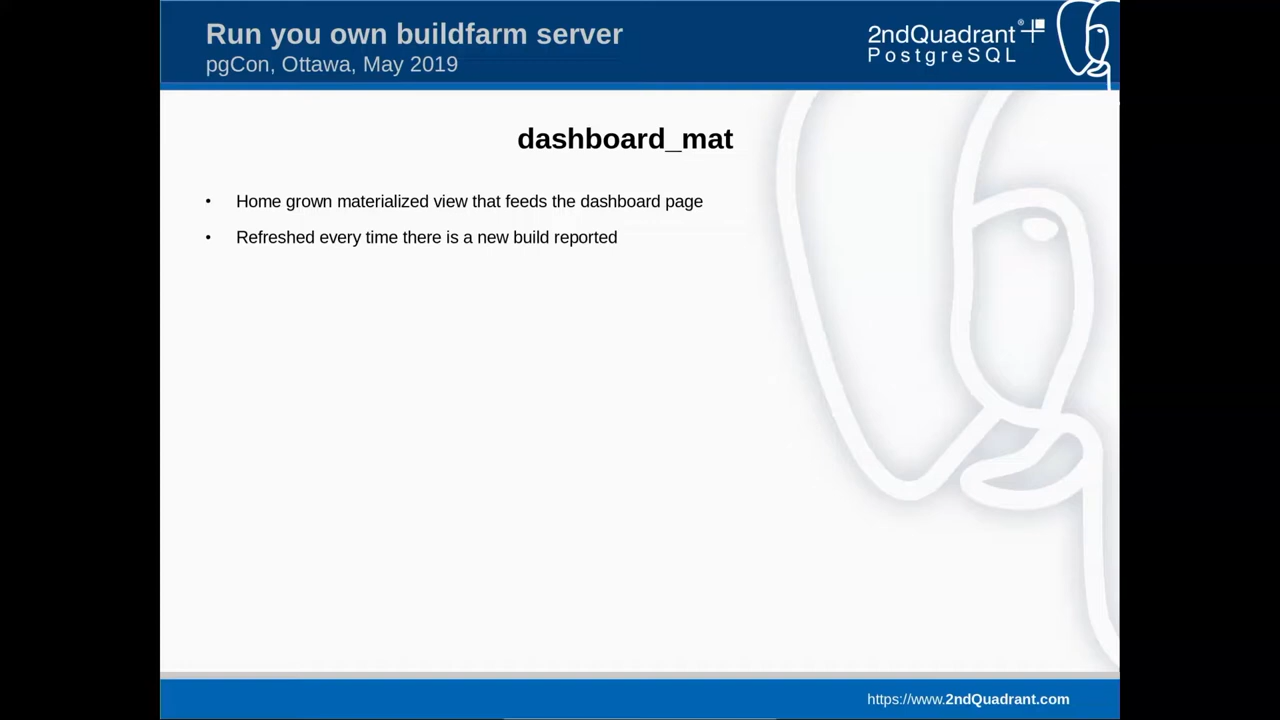 Run you own buildfarm server
pgCon, Ottawa, May 2019
2ndQuadrant®
PostgreSQL
dashboard_mat
• Home grown materialized view that feeds the dashboard page
• Refreshed every time there is a new build reported
https://www.2ndQuadrant.com